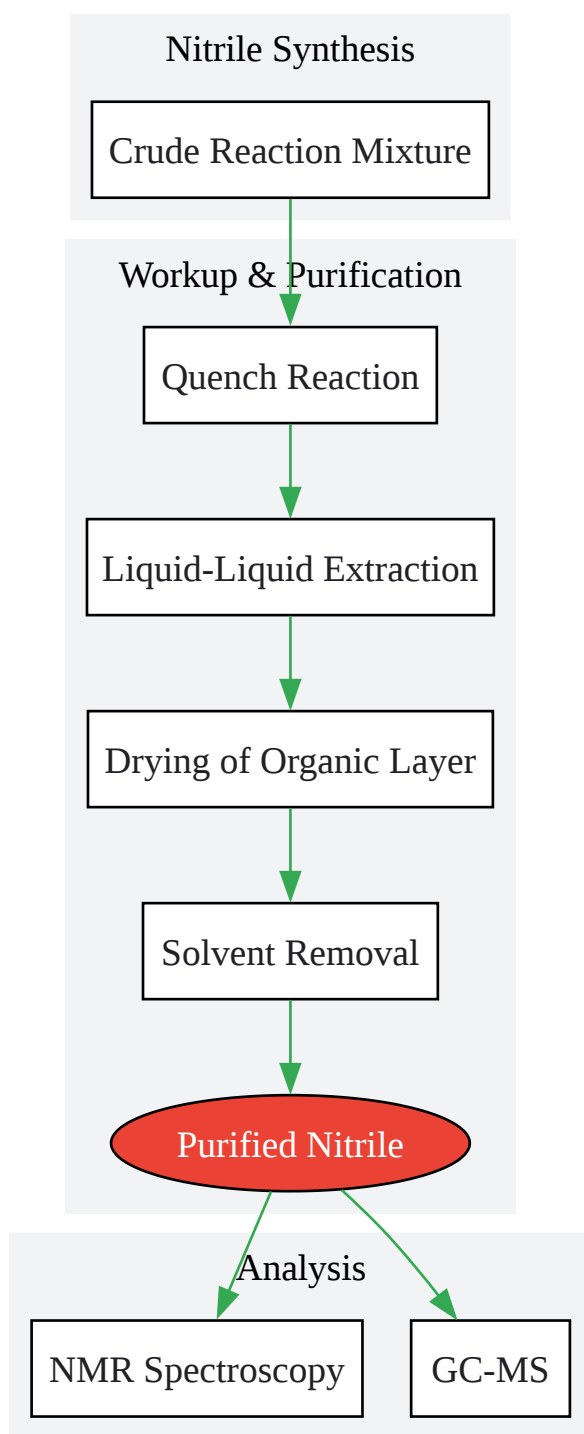 Nitrile Synthesis
Crude Reaction Mixture
Workup & Purification
Quench Reaction
Liquid-Liquid Extraction
Drying of Organic Layer
Solvent Removal
Purified Nitrile
Analysis
NMR Spectroscopy
GC-MS